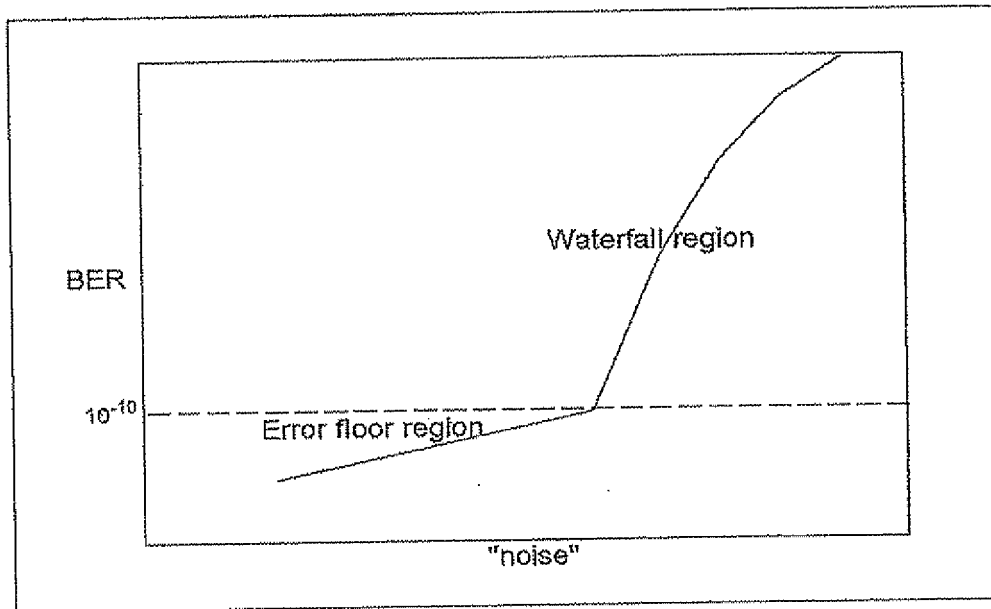 Waterfall region
BER
10⁻¹⁰
Error floor region
"noise"